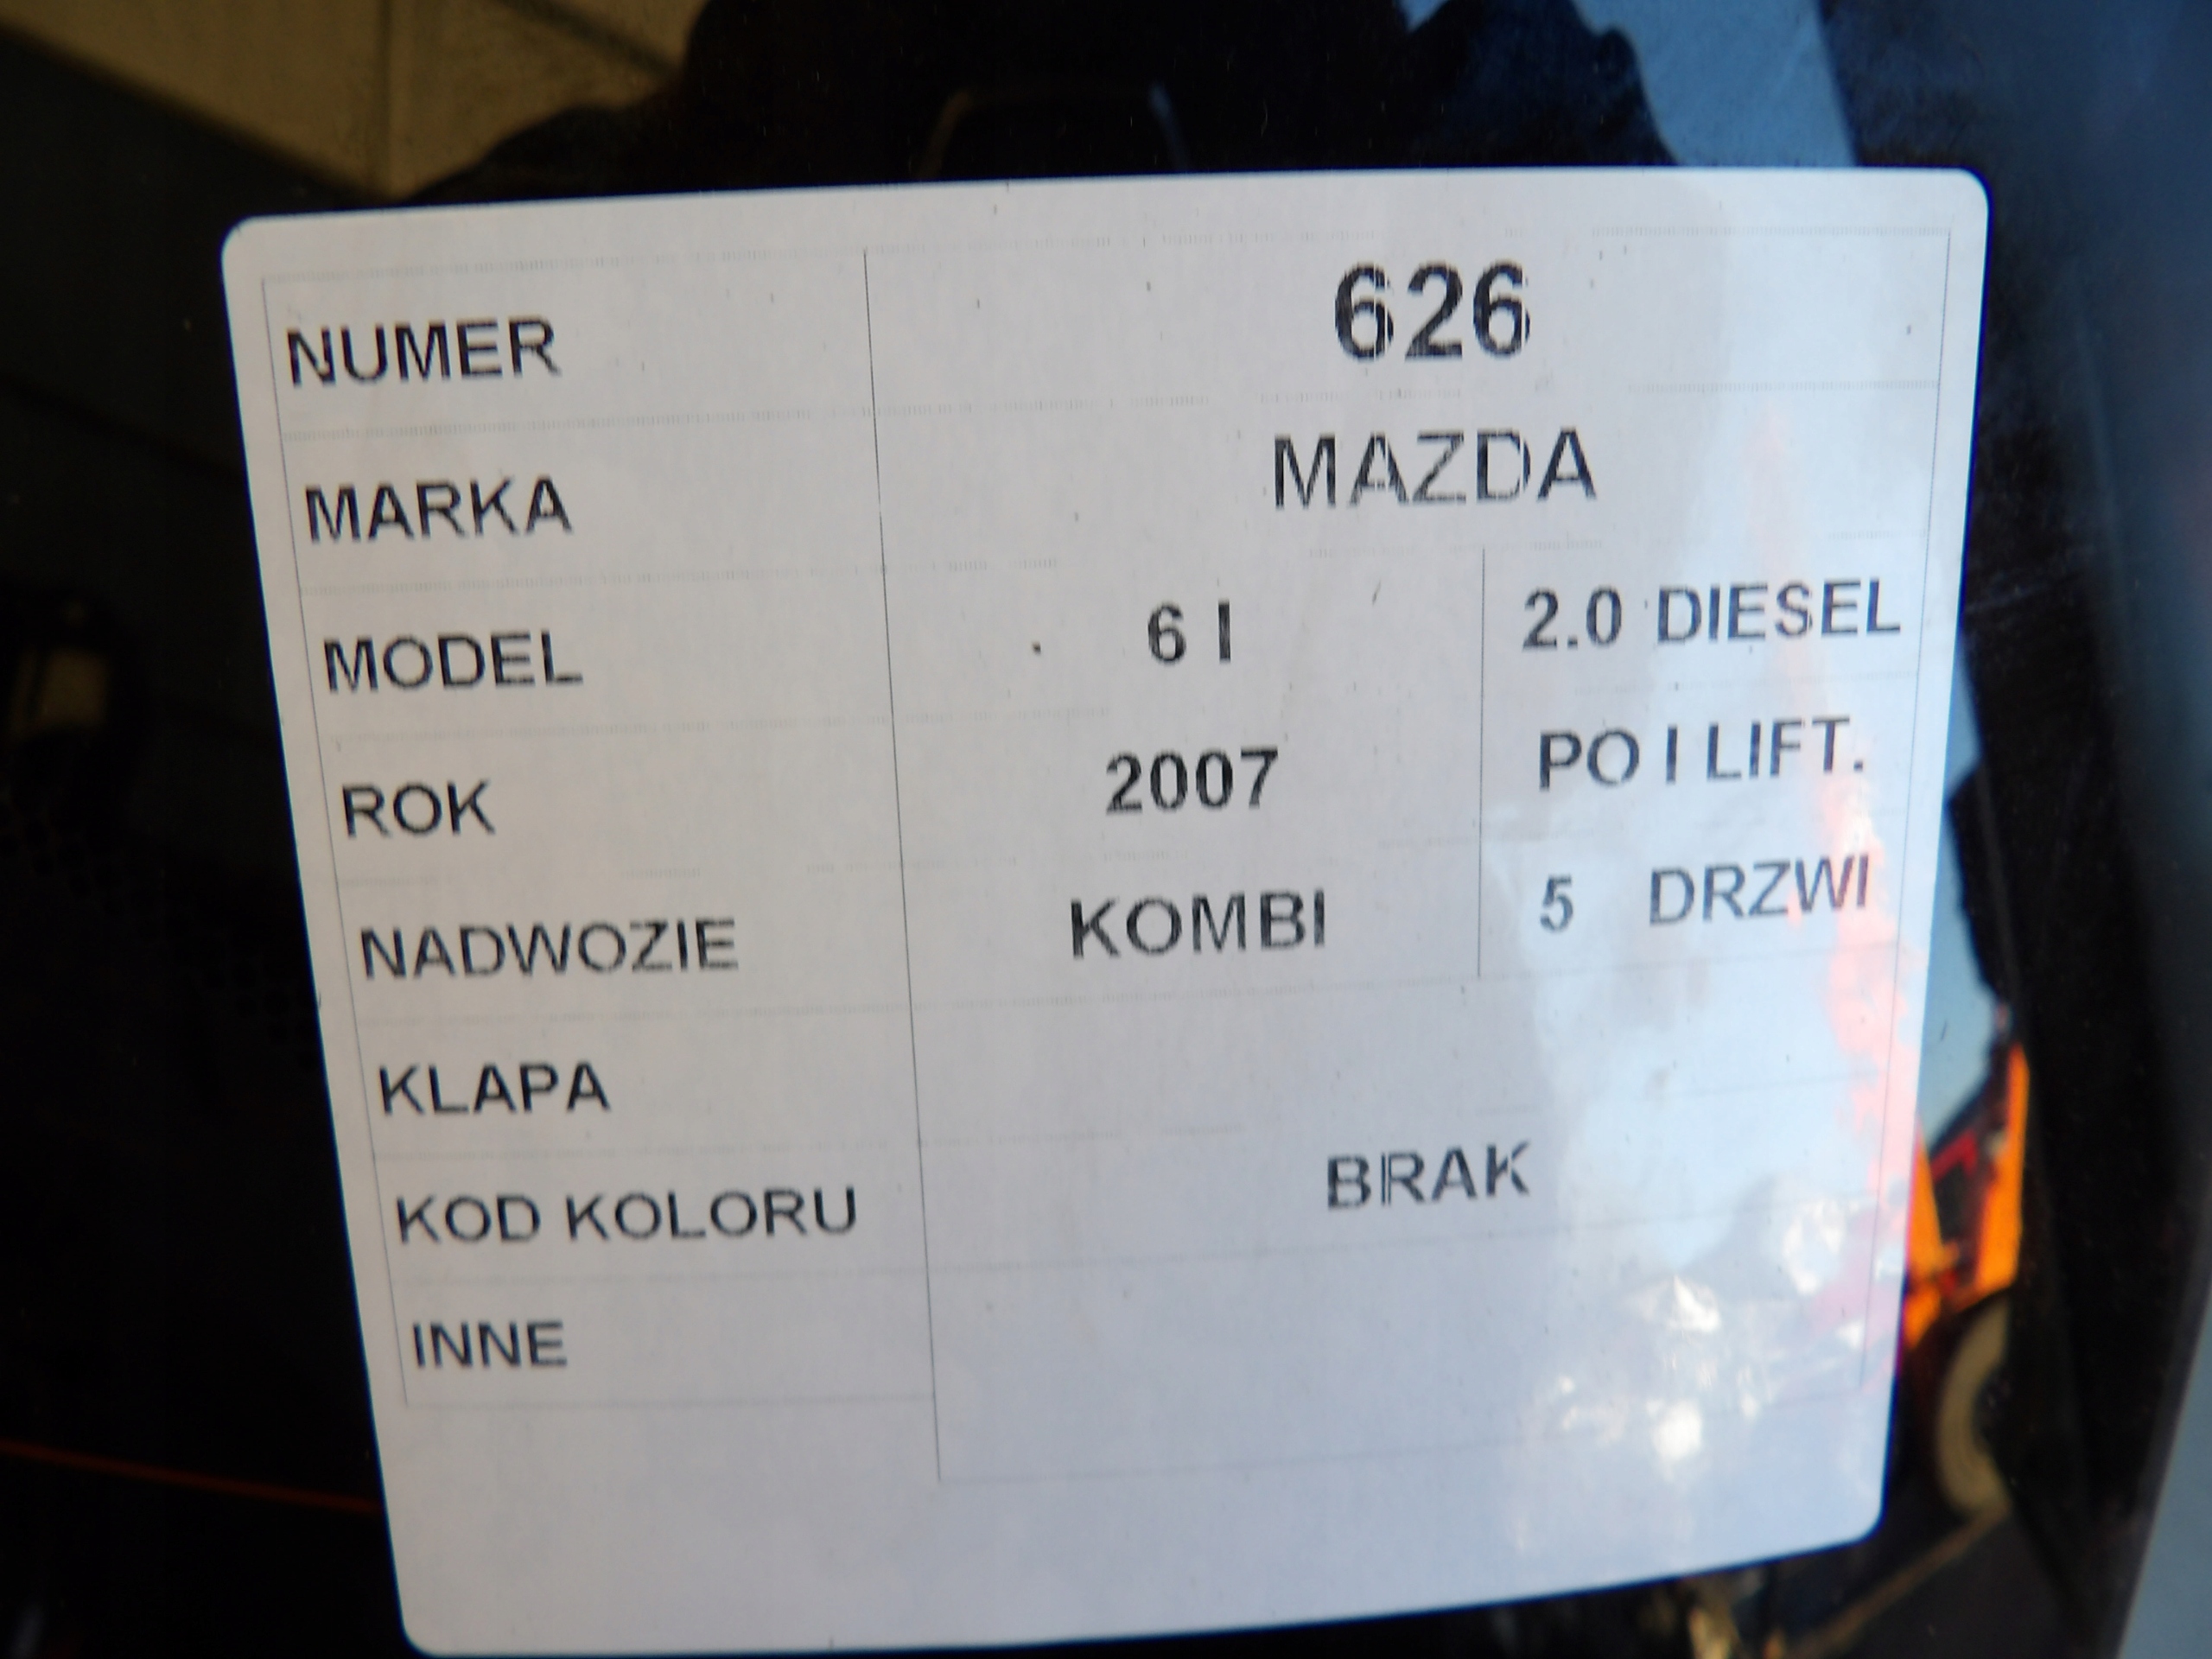 NUMER 626
MARKA MAZDA
MODEL 6 I 2.0 DIESEL
ROK 2007 PO I LIFT.
NADWOZIE KOMBI 5 DRZWI
KLAPA
KOD KOLORU BRAK
INNE